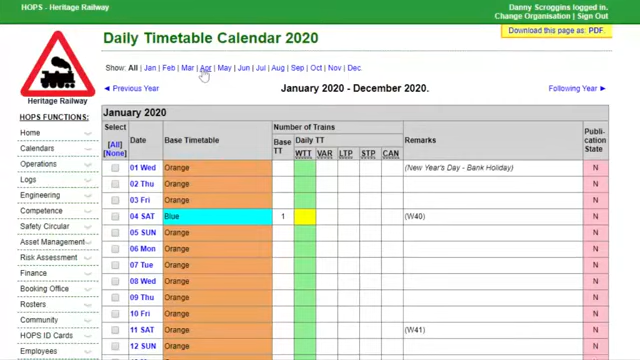 HOPS - Heritage Railway
Danny Scroggins logged in.
Change Organisation | Sign Out
Download this page as: PDF.
Daily Timetable Calendar 2020
Show: All | Jan | Feb | Mar | Apr | May | Jun | Jul | Aug | Sep | Oct | Nov | Dec
Previous Year
January 2020 - December 2020.
Following Year
Heritage Railway
HOPS FUNCTIONS:
Home
Calendars
Operations
Logs
Engineering
Competence
Safety Circular
Asset Management
Risk Assessment
Finance
Booking Office
Rosters
Community
HOPS ID Cards
Employees
January 2020
Select
[All]
[None]
Date
Base Timetable
Number of Trains
Base TT
Daily TT
WTT VAR LTP STP CAN
Remarks
Publi-
cation
State
01 Wed Orange (New Year's Day - Bank Holiday) N
02 Thu Orange N
03 Fri Orange N
04 SAT Blue 1 (W40) N
05 SUN Orange N
06 Mon Orange N
07 Tue Orange N
08 Wed Orange N
09 Thu Orange N
10 Fri Orange N
11 SAT Orange (W41) N
12 SUN Orange N